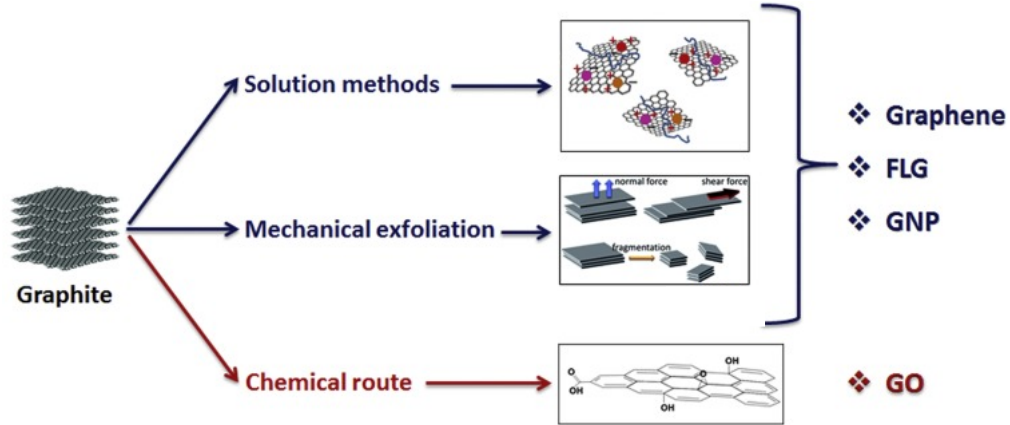 Graphite
Solution methods
Mechanical exfoliation
Chemical route
normal force
shear force
fragmentation
O
OH
OH
O
OH
❖ Graphene
❖ FLG
❖ GNP
❖ GO